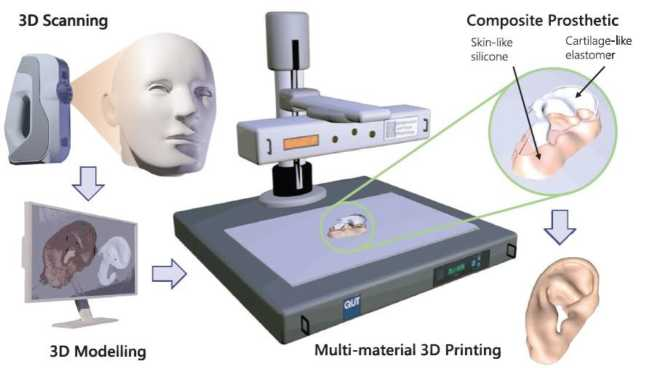 3D Scanning
Composite Prosthetic
Skin-like
silicone
Cartilage-like
elastomer
QUT
3D Modelling
Multi-material 3D Printing